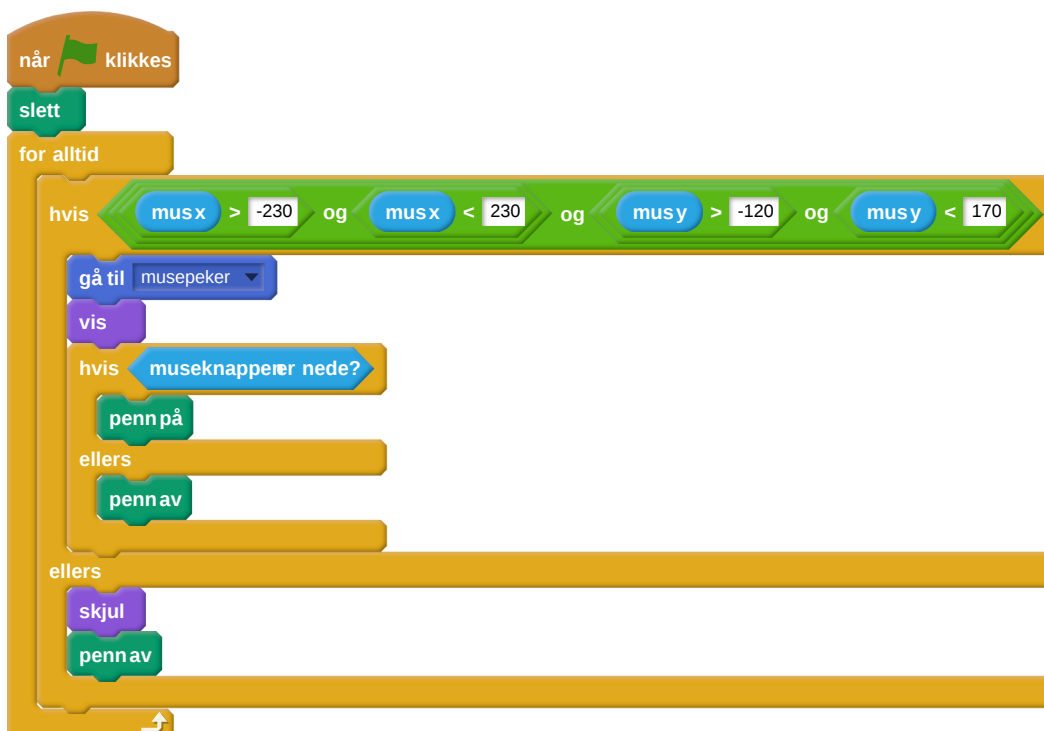 når klikkes
slett
for alltid
hvis mus x > -230 og mus x < 230 og mus y > -120 og mus y < 170
gå til musepeker
vis
hvis museknappen er nede?
penn på
ellers
penn av
ellers
skjul
penn av